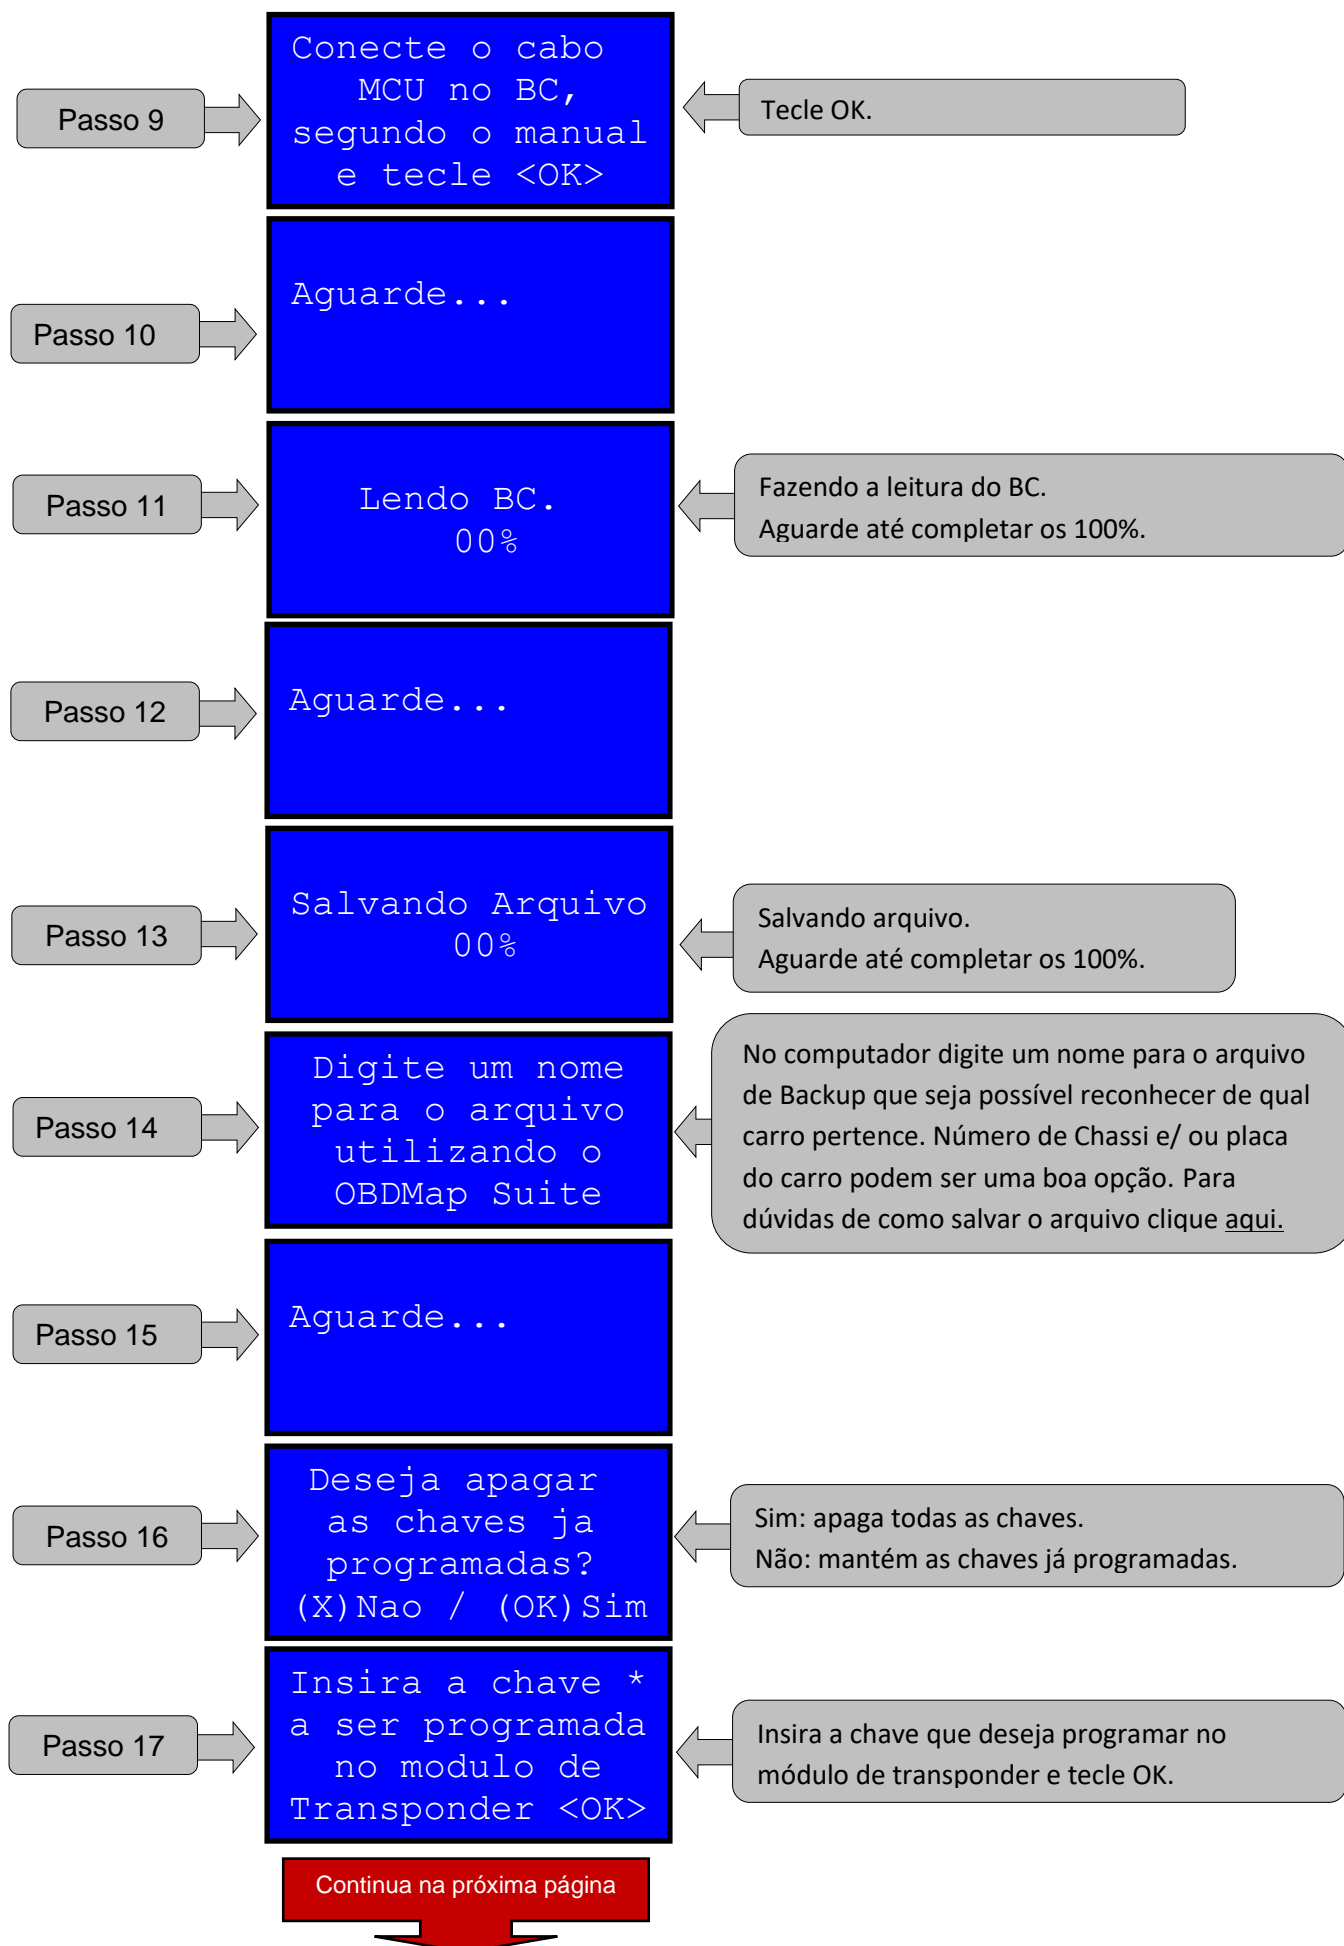 Passo 9
Conecte o cabo
MCU no BC,
segundo o manual
e tecle <OK>
Tecle OK.
Passo 10
Aguarde...
Passo 11
Lendo BC.
00%
Fazendo a leitura do BC.
Aguarde até completar os 100%.
Passo 12
Aguarde...
Passo 13
Salvando Arquivo
00%
Salvando arquivo.
Aguarde até completar os 100%.
Passo 14
Digite um nome
para o arquivo
utilizando o
OBDMap Suite
No computador digite um nome para o arquivo
de Backup que seja possível reconhecer de qual
carro pertence. Número de Chassi e/ ou placa
do carro podem ser uma boa opção. Para
dúvidas de como salvar o arquivo clique aqui.
Passo 15
Aguarde...
Passo 16
Deseja apagar
as chaves ja
programadas?
(X)Nao / (OK)Sim
Sim: apaga todas as chaves.
Não: mantém as chaves já programadas.
Passo 17
Insira a chave *
a ser programada
no modulo de
Transponder <OK>
Insira a chave que deseja programar no
módulo de transponder e tecle OK.
Continua na próxima página